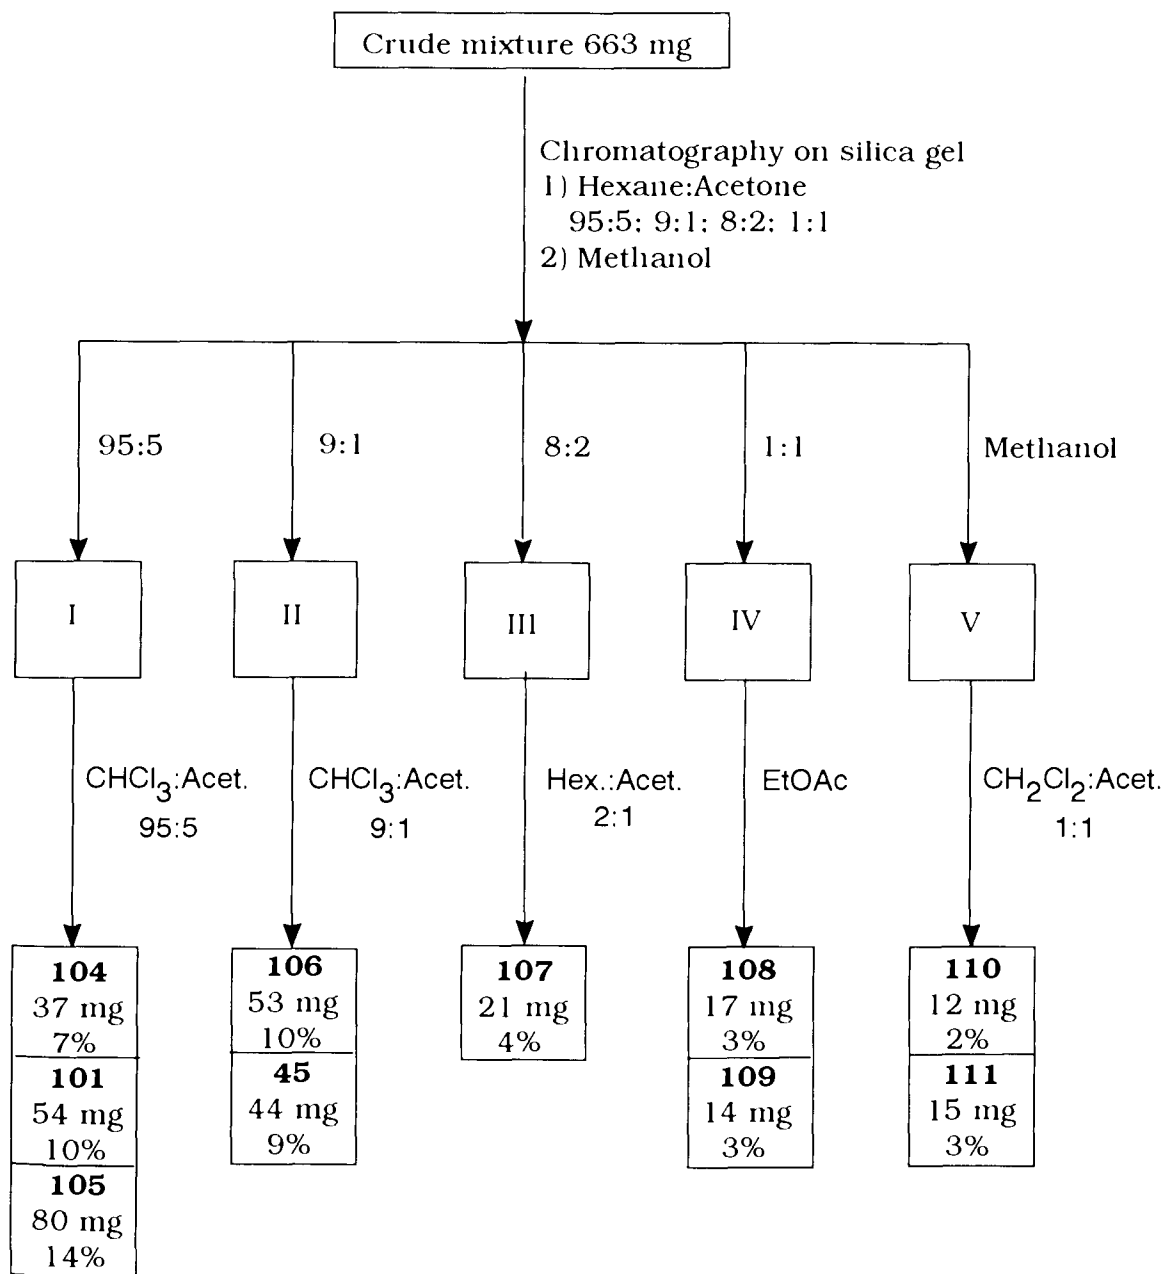 Crude mixture 663 mg
Chromatography on silica gel
1) Hexane:Acetone
95:5; 9:1; 8:2; 1:1
2) Methanol
95:5
9:1
8:2
1:1
Methanol
I
II
III
IV
V
CHCl₃:Acet.
95:5
CHCl₃:Acet.
9:1
Hex.:Acet.
2:1
EtOAc
CH₂Cl₂:Acet.
1:1
104
37 mg
7%
101
54 mg
10%
105
80 mg
14%
106
53 mg
10%
45
44 mg
9%
107
21 mg
4%
108
17 mg
3%
109
14 mg
3%
110
12 mg
2%
111
15 mg
3%